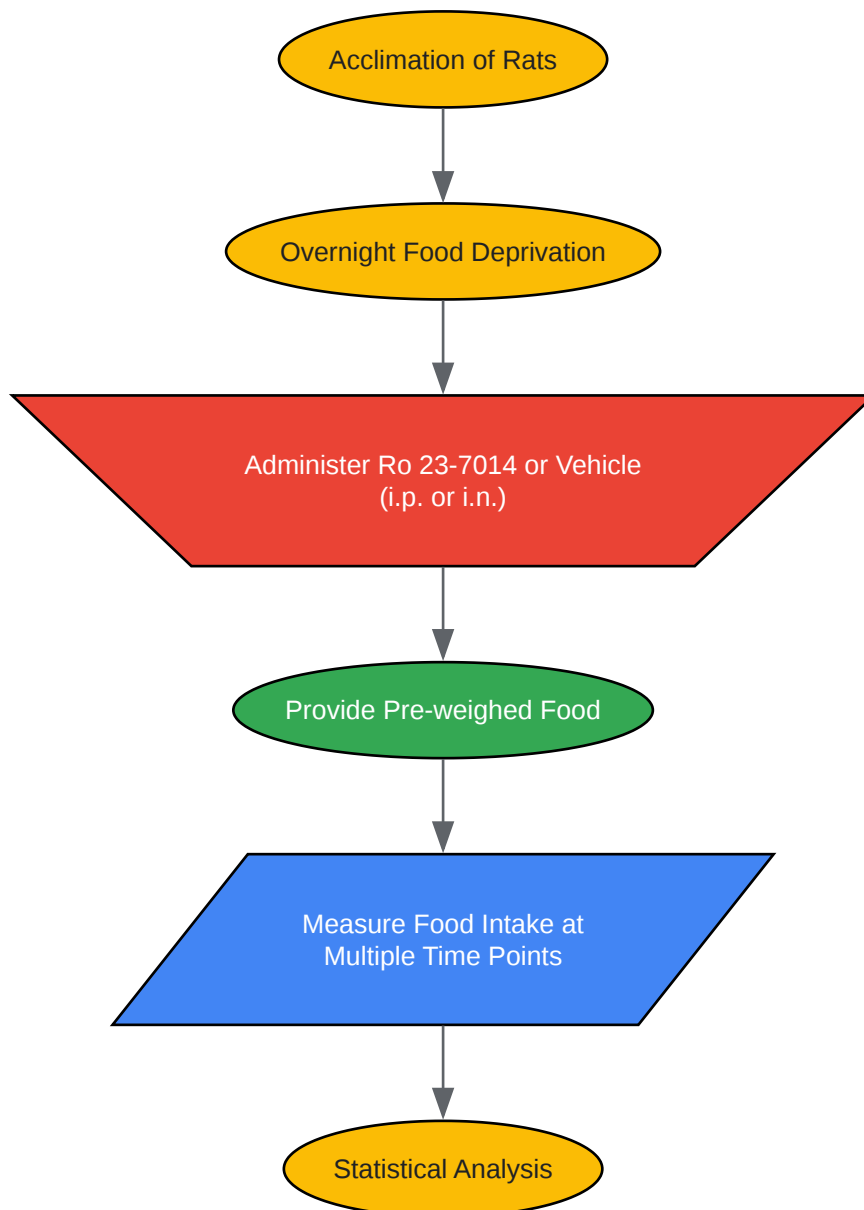 Acclimation of Rats
Overnight Food Deprivation
Administer Ro 23-7014 or Vehicle
(i.p. or i.n.)
Provide Pre-weighed Food
Measure Food Intake at
Multiple Time Points
Statistical Analysis